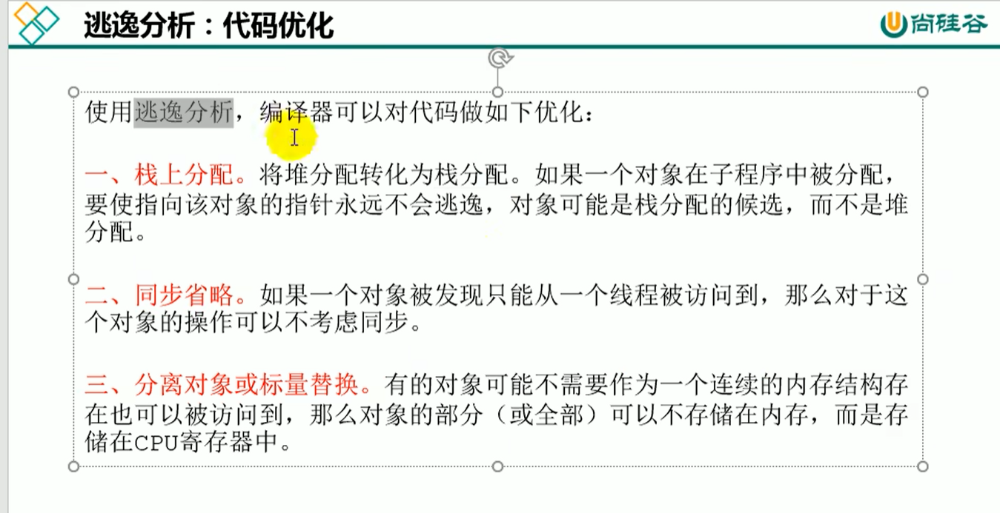 逃逸分析：代码优化
尚硅谷
使用逃逸分析，编译器可以对代码做如下优化：
一、栈上分配。将堆分配转化为栈分配。如果一个对象在子程序中被分配，
要使指向该对象的指针永远不会逃逸，对象可能是栈分配的候选，而不是堆
分配。
二、同步省略。如果一个对象被发现只能从一个线程被访问到，那么对于这
个对象的操作可以不考虑同步。
三、分离对象或标量替换。有的对象可能不需要作为一个连续的内存结构存
在也可以被访问到，那么对象的部分（或全部）可以不存储在内存，而是存
储在CPU寄存器中。